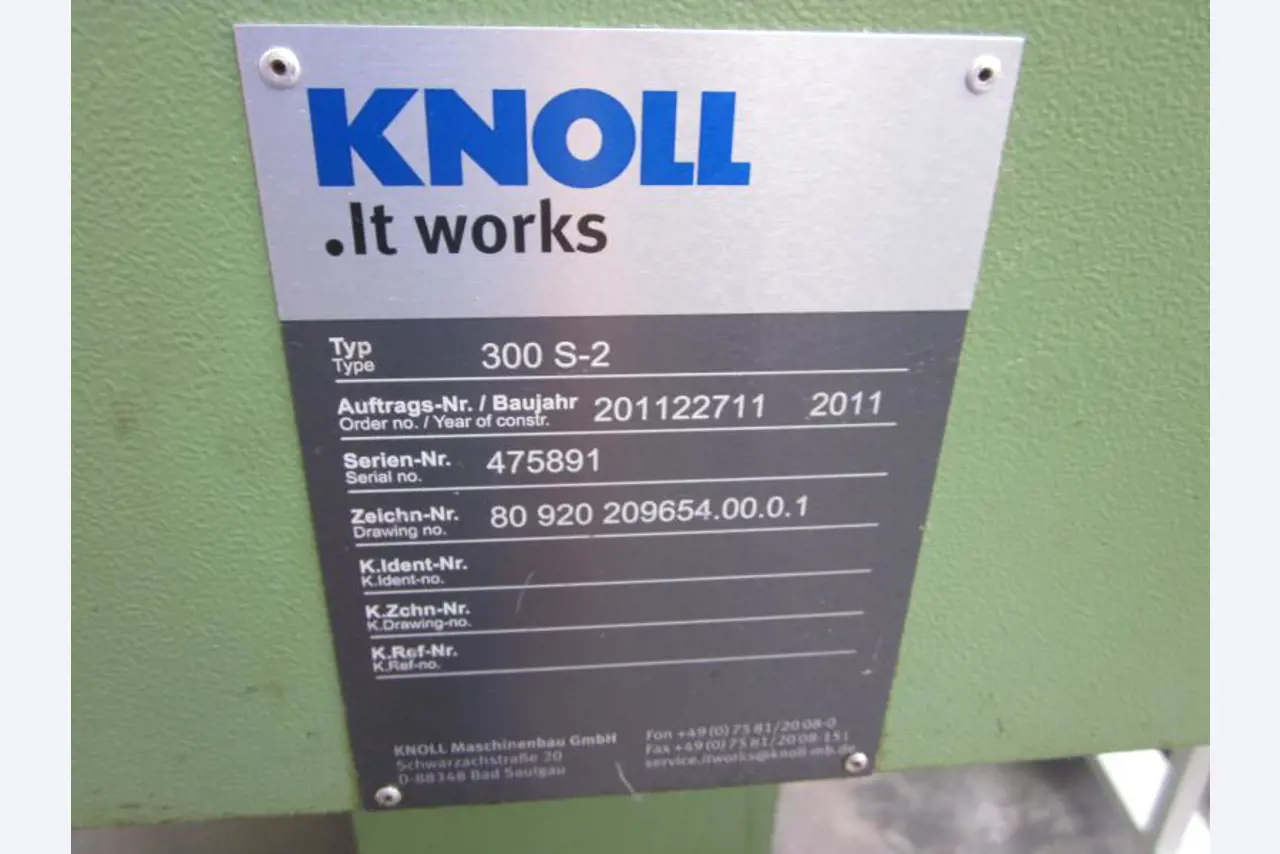 KNOLL
.It works
Typ 300 S-2
Type
Auftrags-Nr. / Baujahr 201122711 2011
Order no. / Year of constr.
Serien-Nr. 475891
Serial no.
Zeichn-Nr. 80 920 209654.00.0.1
Drawing no.
K.Ident-Nr.
K.Ident-no.
K.Zchn-Nr.
K.Drawing-no.
K.Ref-Nr.
K.Ref-no.
KNOLL Maschinenbau GmbH
Schwarzachstraße 20
D-88348 Bad Saulgau
Fon +49 (0) 75 81/20 08-0
Fax +49 (0) 75 81/20 08-151
service.itworks@knoll-mb.de